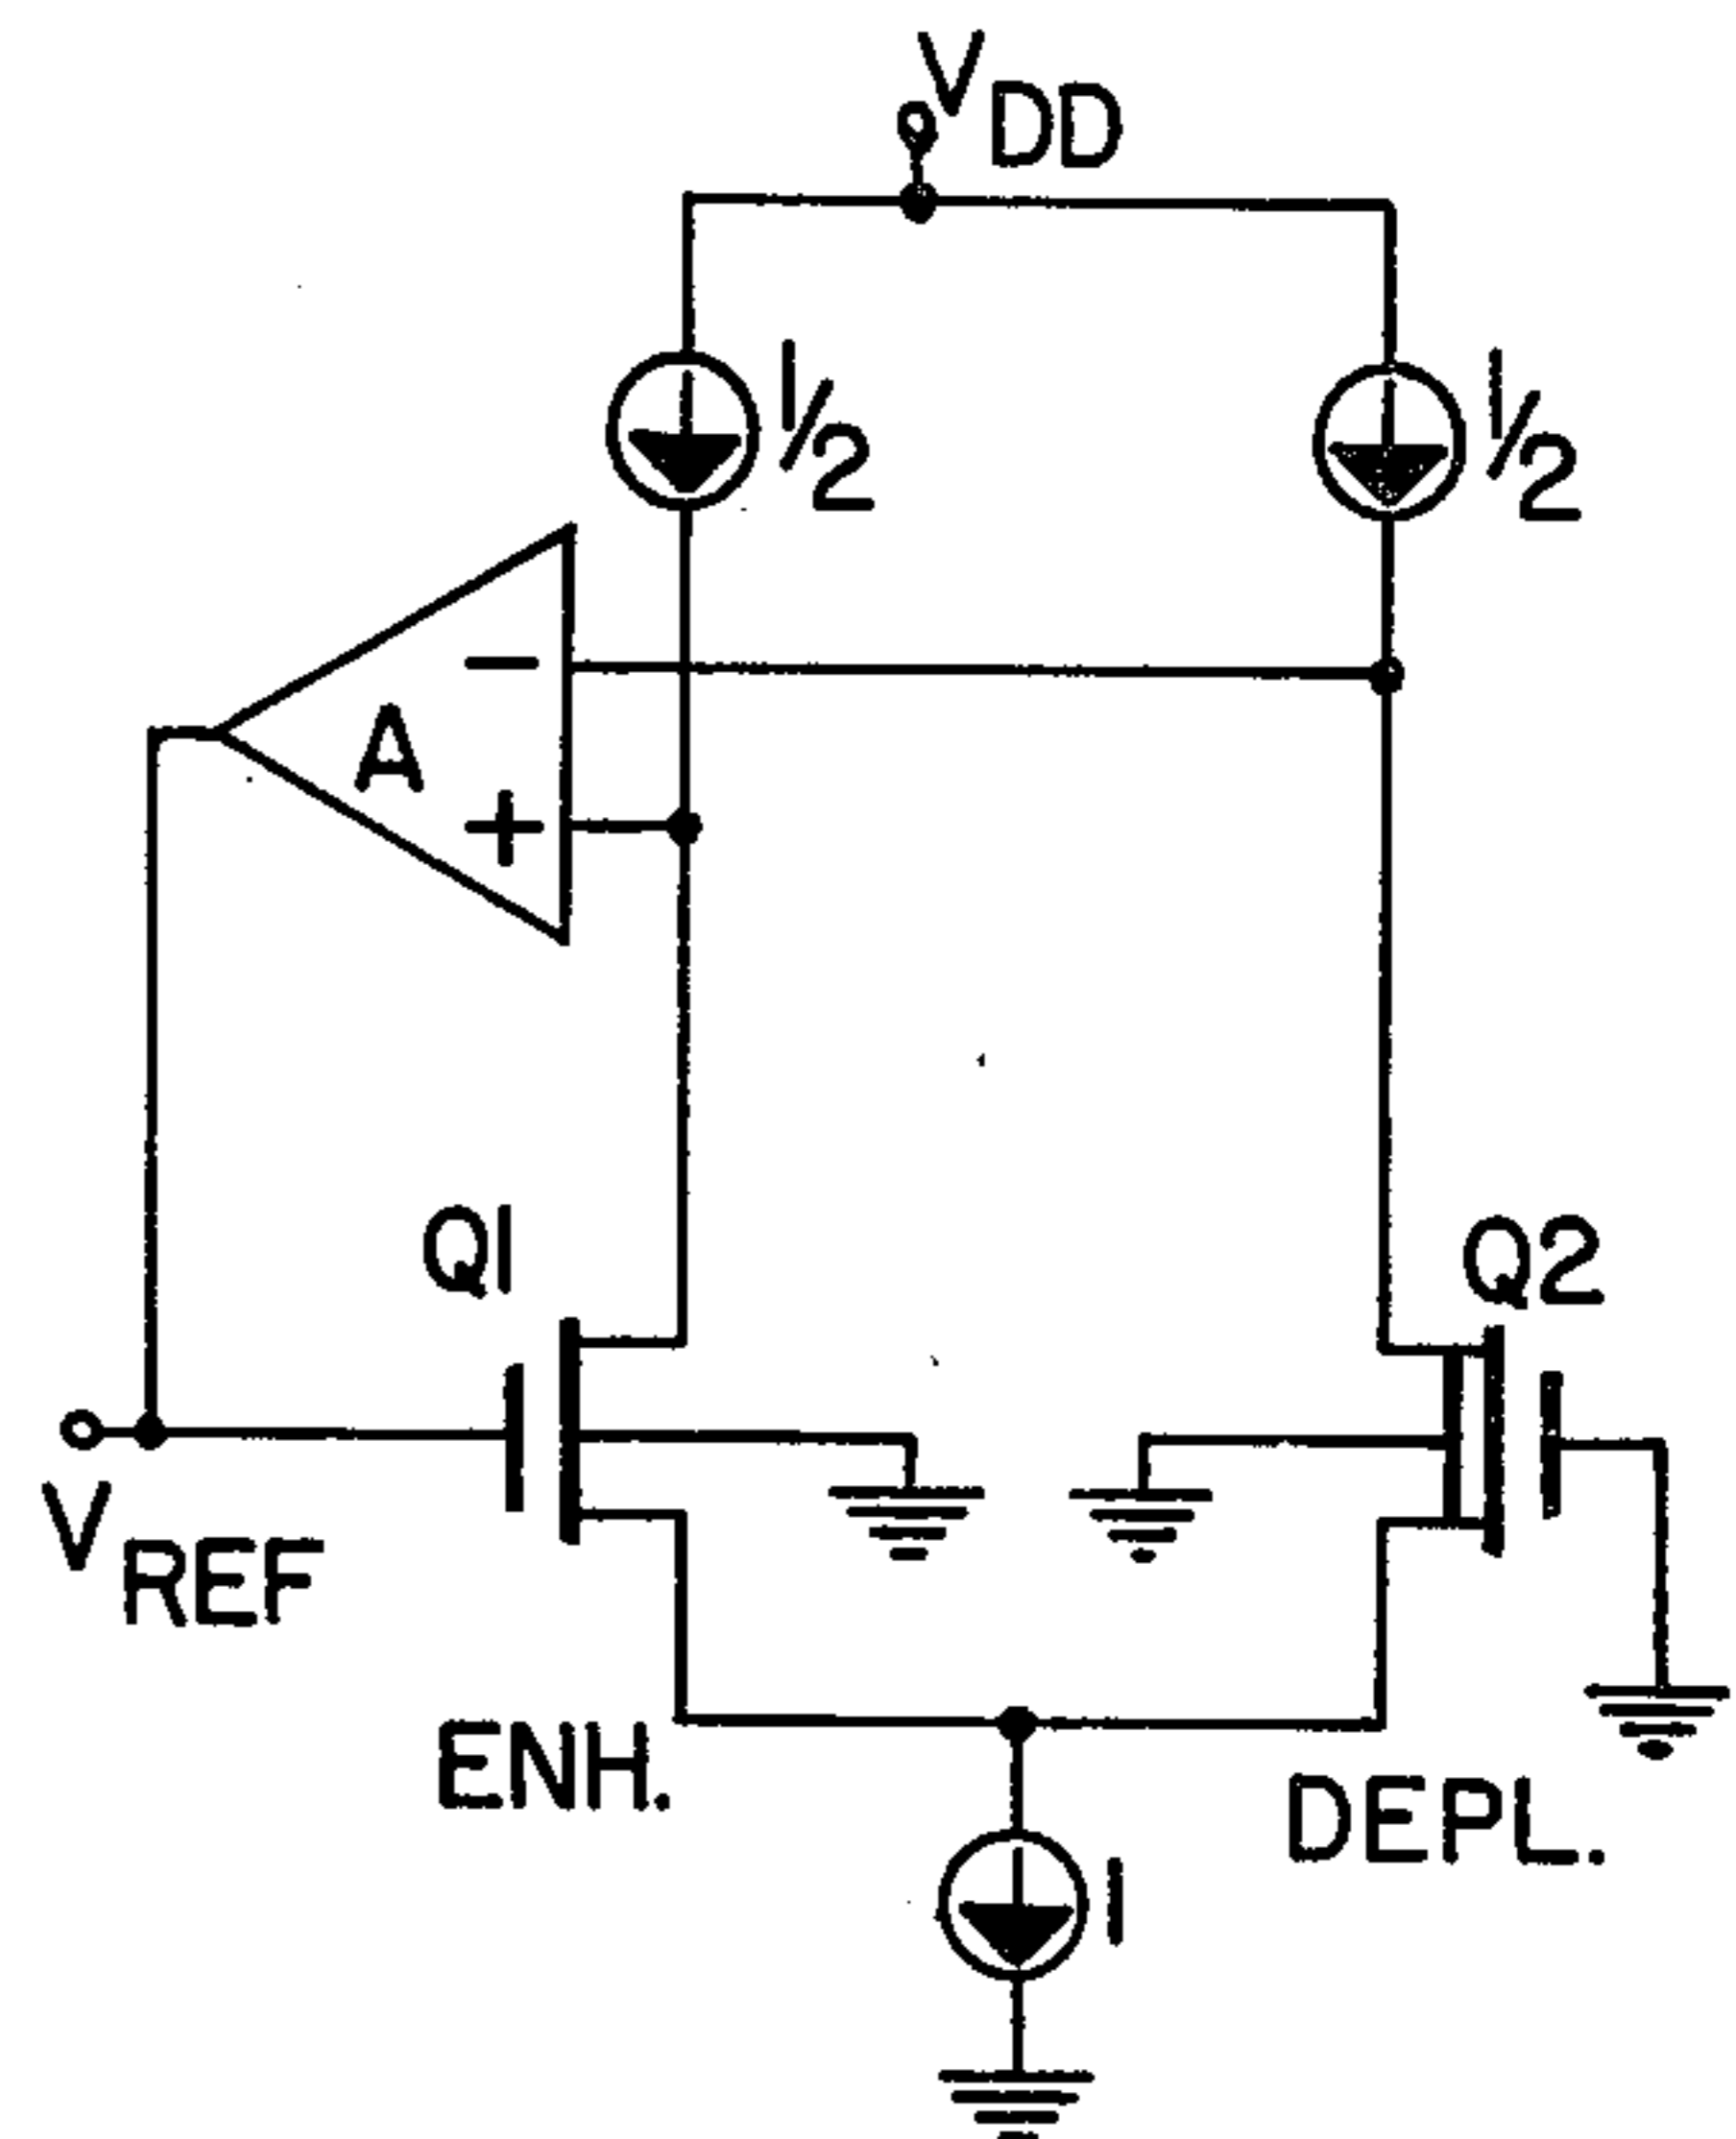 VDD
I/2
I/2
−
A
+
Q1
Q2
VREF
ENH.
DEPL.
I